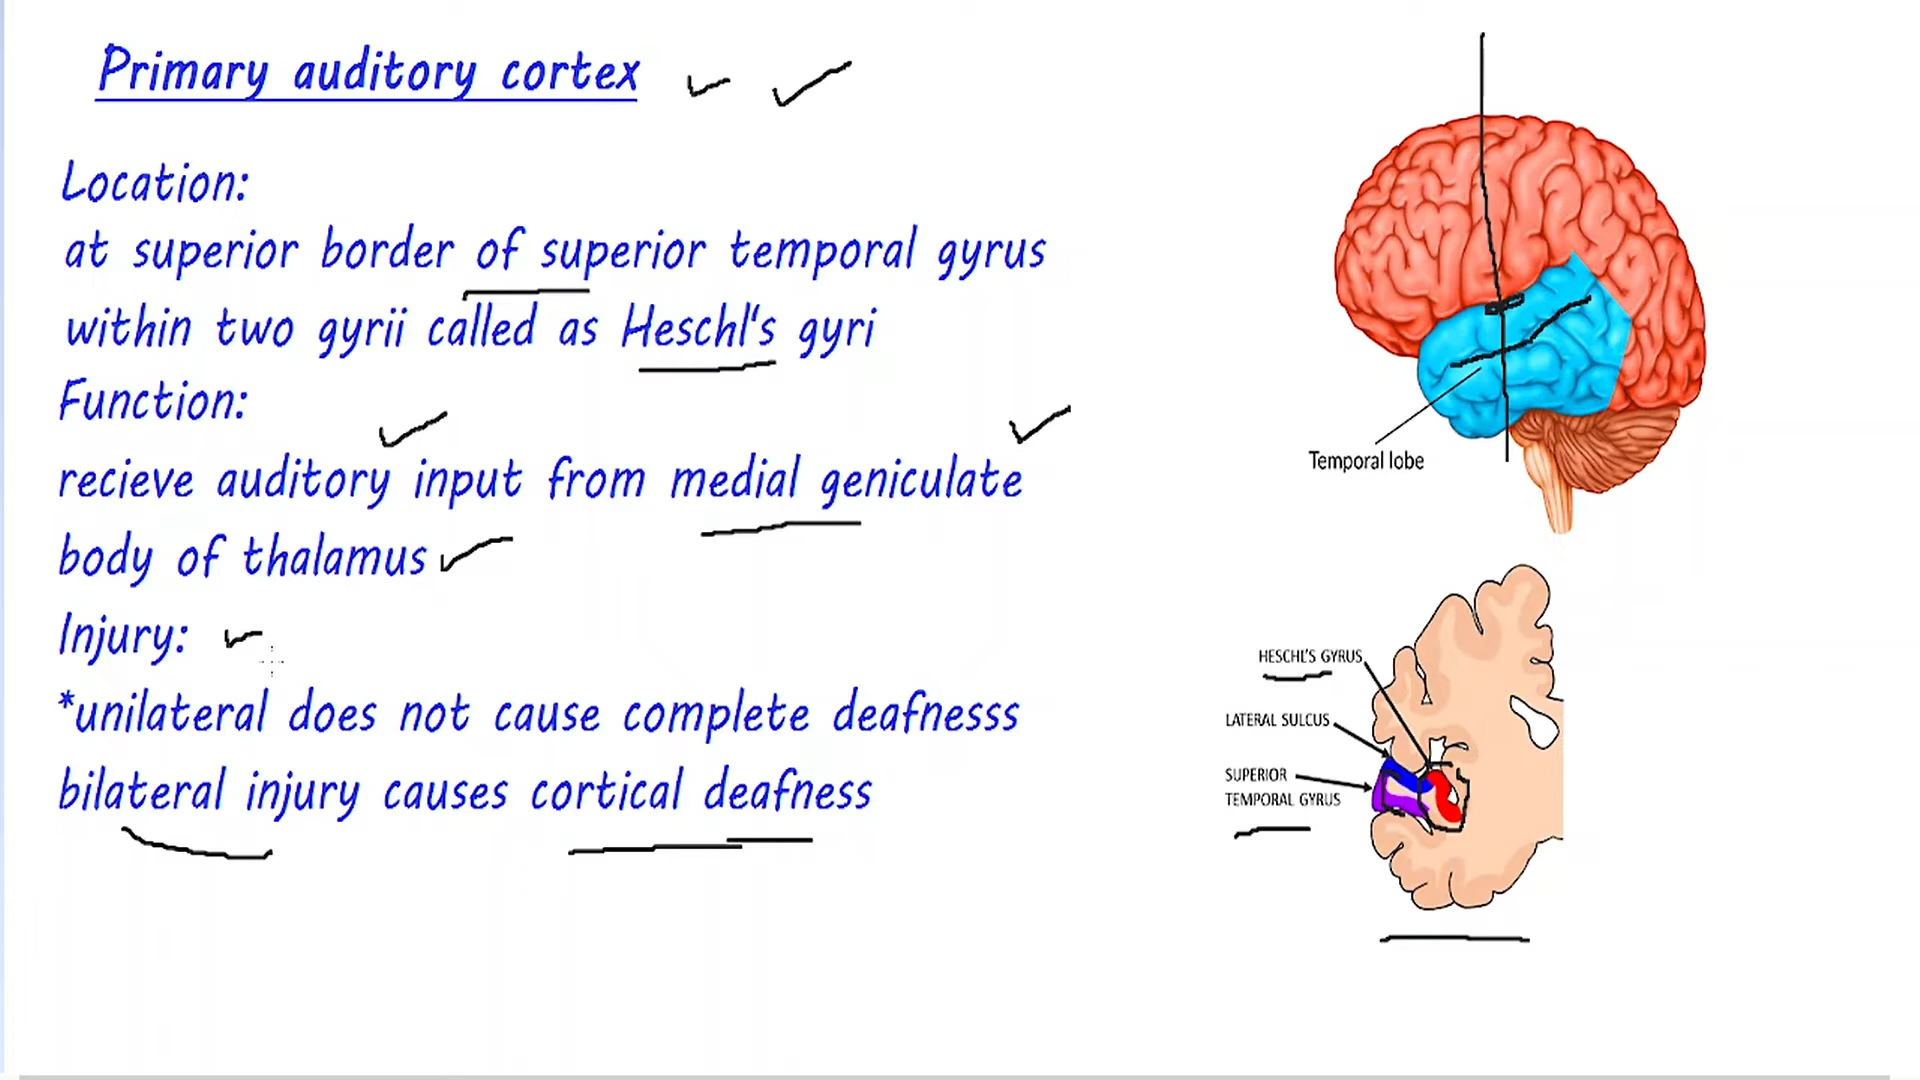 Primary auditory cortex
Location:
at superior border of superior temporal gyrus
within two gyrii called as Heschl's gyri
Function:
recieve auditory input from medial geniculate
body of thalamus
Injury:
*unilateral does not cause complete deafnesss
bilateral injury causes cortical deafness
Temporal lobe
HESCHL'S GYRUS
LATERAL SULCUS
SUPERIOR
TEMPORAL GYRUS